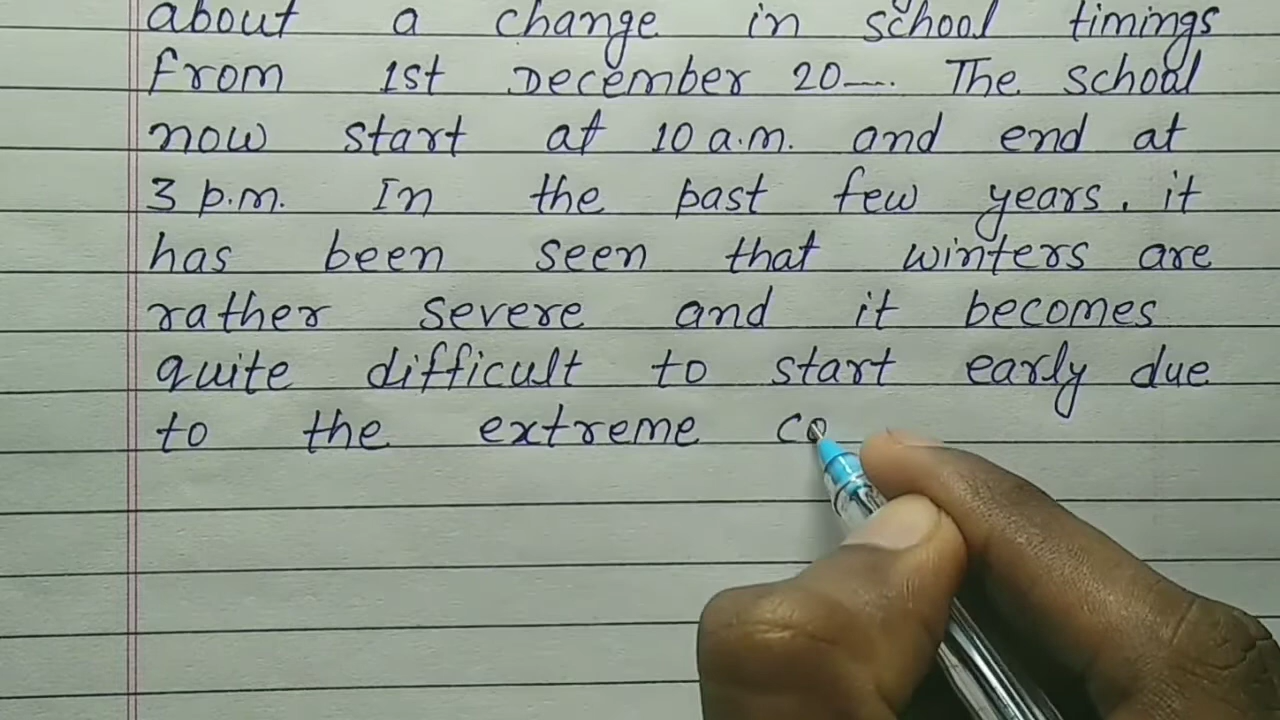 about a change in school timings
from 1st December 20—. The school
now start at 10 a.m. and end at
3 p.m. In the past few years, it
has been seen that winters are
rather severe and it becomes
quite difficult to start early due
to the extreme co